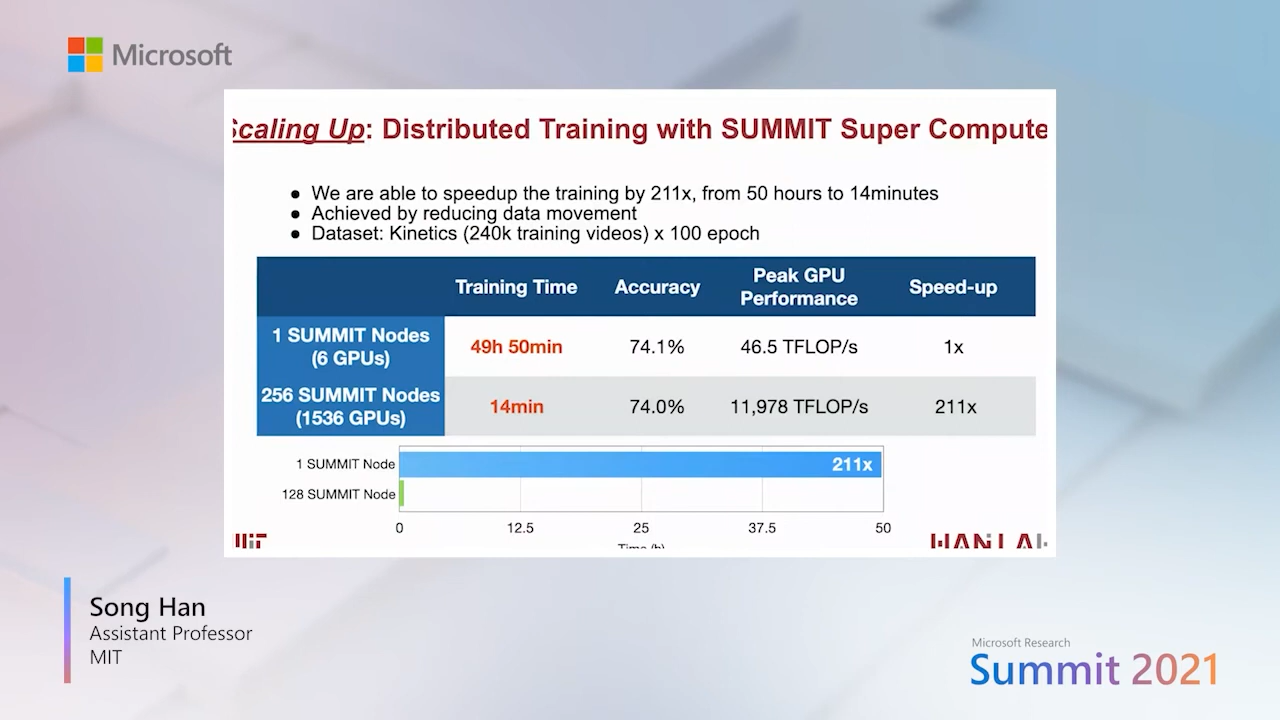 Microsoft
Scaling Up: Distributed Training with SUMMIT Super Compute
● We are able to speedup the training by 211x, from 50 hours to 14minutes
● Achieved by reducing data movement
● Dataset: Kinetics (240k training videos) x 100 epoch
Training Time Accuracy Peak GPU Performance Speed-up
1 SUMMIT Nodes (6 GPUs) 49h 50min 74.1% 46.5 TFLOP/s 1x
256 SUMMIT Nodes (1536 GPUs) 14min 74.0% 11,978 TFLOP/s 211x
1 SUMMIT Node 211x
128 SUMMIT Node
0 12.5 25 37.5 50
Time (h)
Song Han
Assistant Professor
MIT
Microsoft Research
Summit 2021